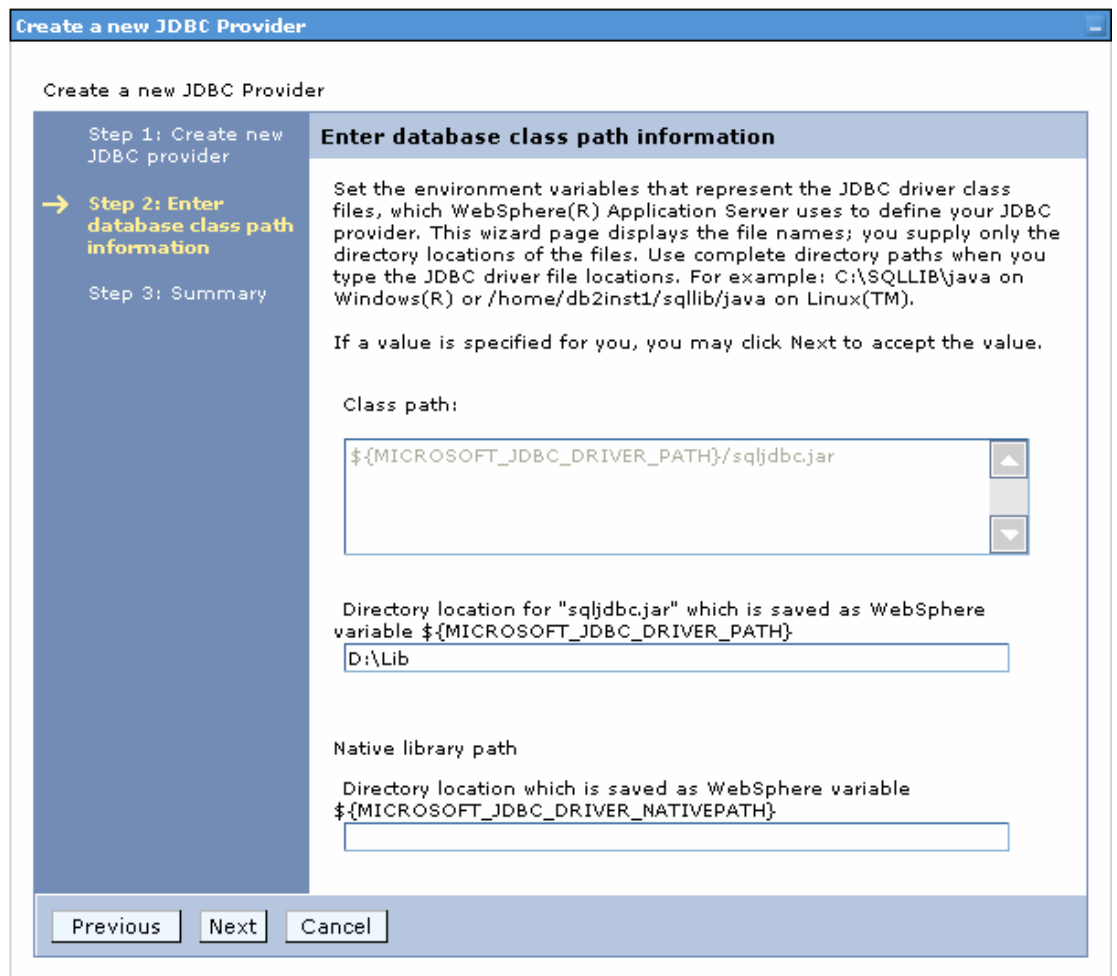 Create a new JDBC Provider
Create a new JDBC Provider
Step 1: Create new
JDBC provider
Step 2: Enter
database class path
information
Step 3: Summary
Enter database class path information
Set the environment variables that represent the JDBC driver class
files, which WebSphere(R) Application Server uses to define your JDBC
provider. This wizard page displays the file names; you supply only the
directory locations of the files. Use complete directory paths when you
type the JDBC driver file locations. For example: C:\SQLLIB\java on
Windows(R) or /home/db2inst1/sqllib/java on Linux(TM).
If a value is specified for you, you may click Next to accept the value.
Class path:
${MICROSOFT_JDBC_DRIVER_PATH}/sqljdbc.jar
Directory location for "sqljdbc.jar" which is saved as WebSphere
variable ${MICROSOFT_JDBC_DRIVER_PATH}
D:\Lib
Native library path
Directory location which is saved as WebSphere variable
${MICROSOFT_JDBC_DRIVER_NATIVEPATH}
Previous Next Cancel